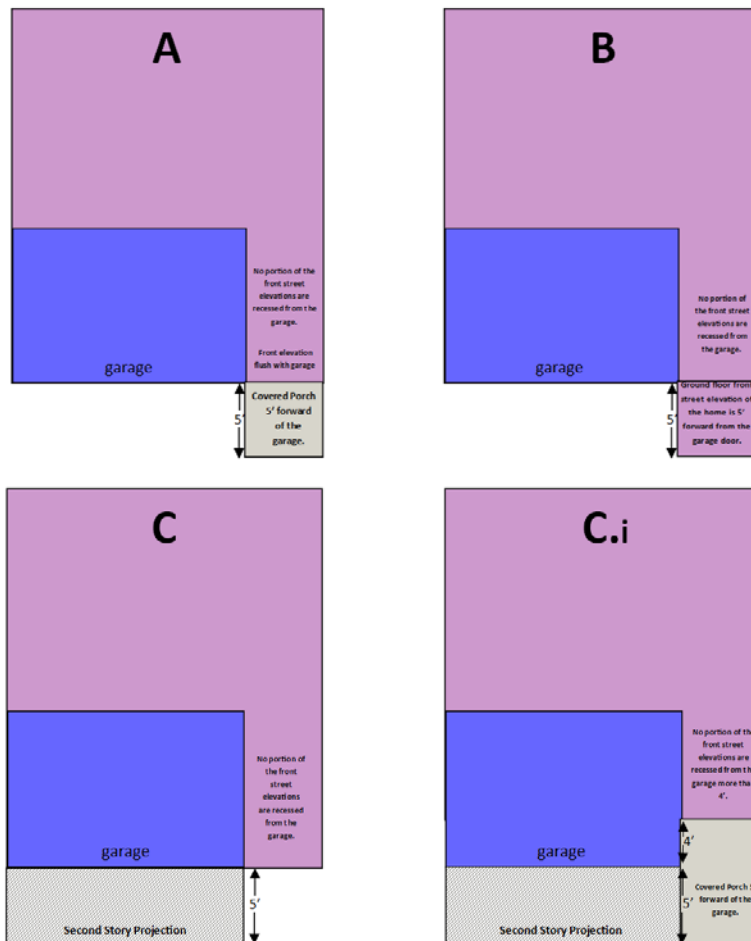 A
No portion of the
front street
elevations are
recessed from the
garage.
Front elevation
flush with garage
garage
5'
Covered Porch
5' forward
of the
garage.
B
No portion of
the front street
elevations are
recessed from
the garage.
garage
5'
Ground floor front
street elevation of
the home is 5'
forward from the
garage door.
C
No portion of
the front
street
elevations
are recessed
from the
garage.
garage
5'
Second Story Projection
C.i
No portion of the
front street
elevations are
recessed from the
garage more than
4'.
garage
4'
5'
Covered Porch 5'
forward of the
garage.
Second Story Projection